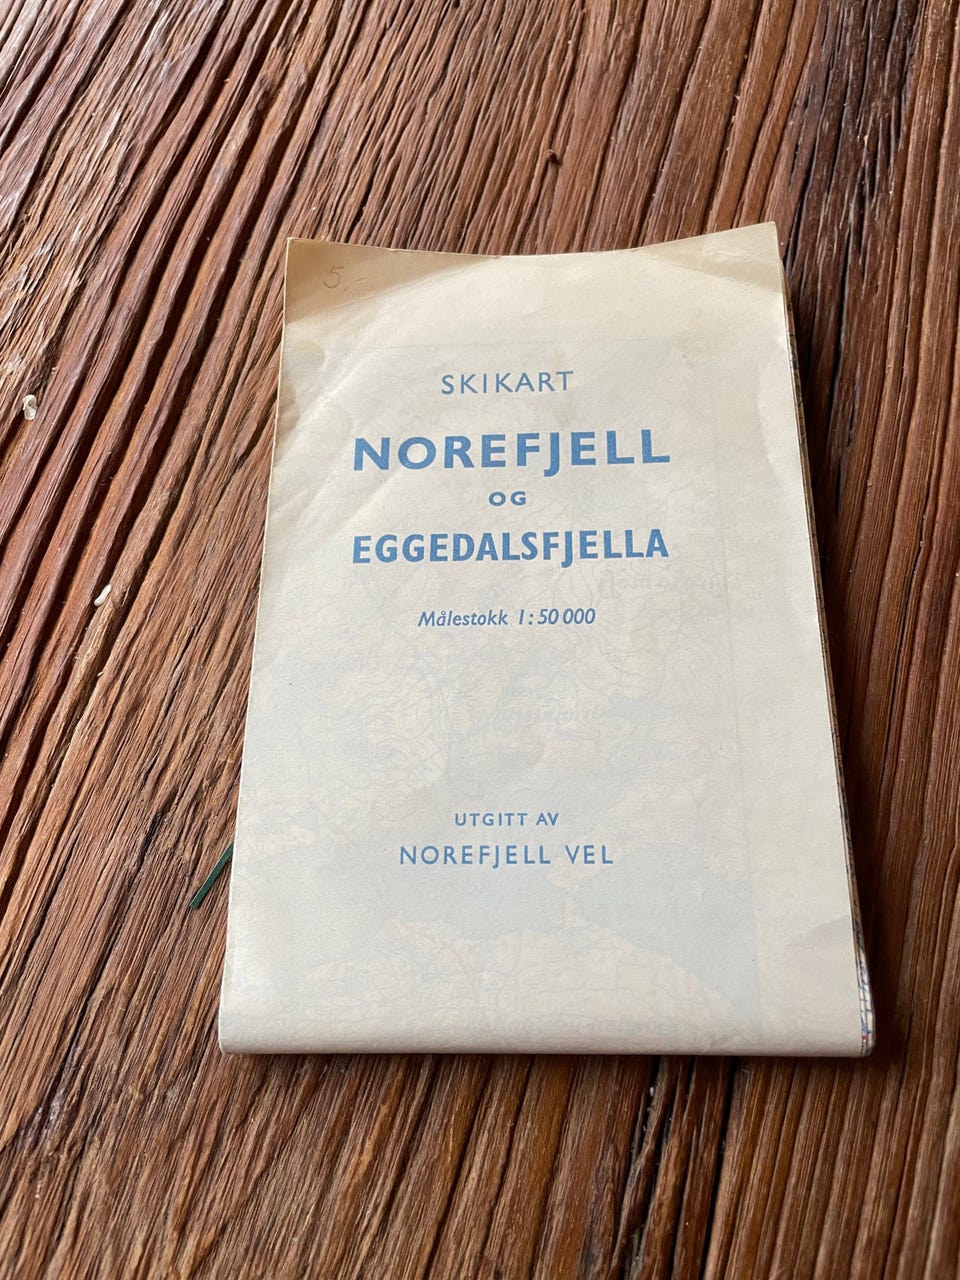 5,-
SKIKART
NOREFJELL
OG
EGGEDALSFJELLA
Målestokk 1:50 000
UTGITT AV
NOREFJELL VEL